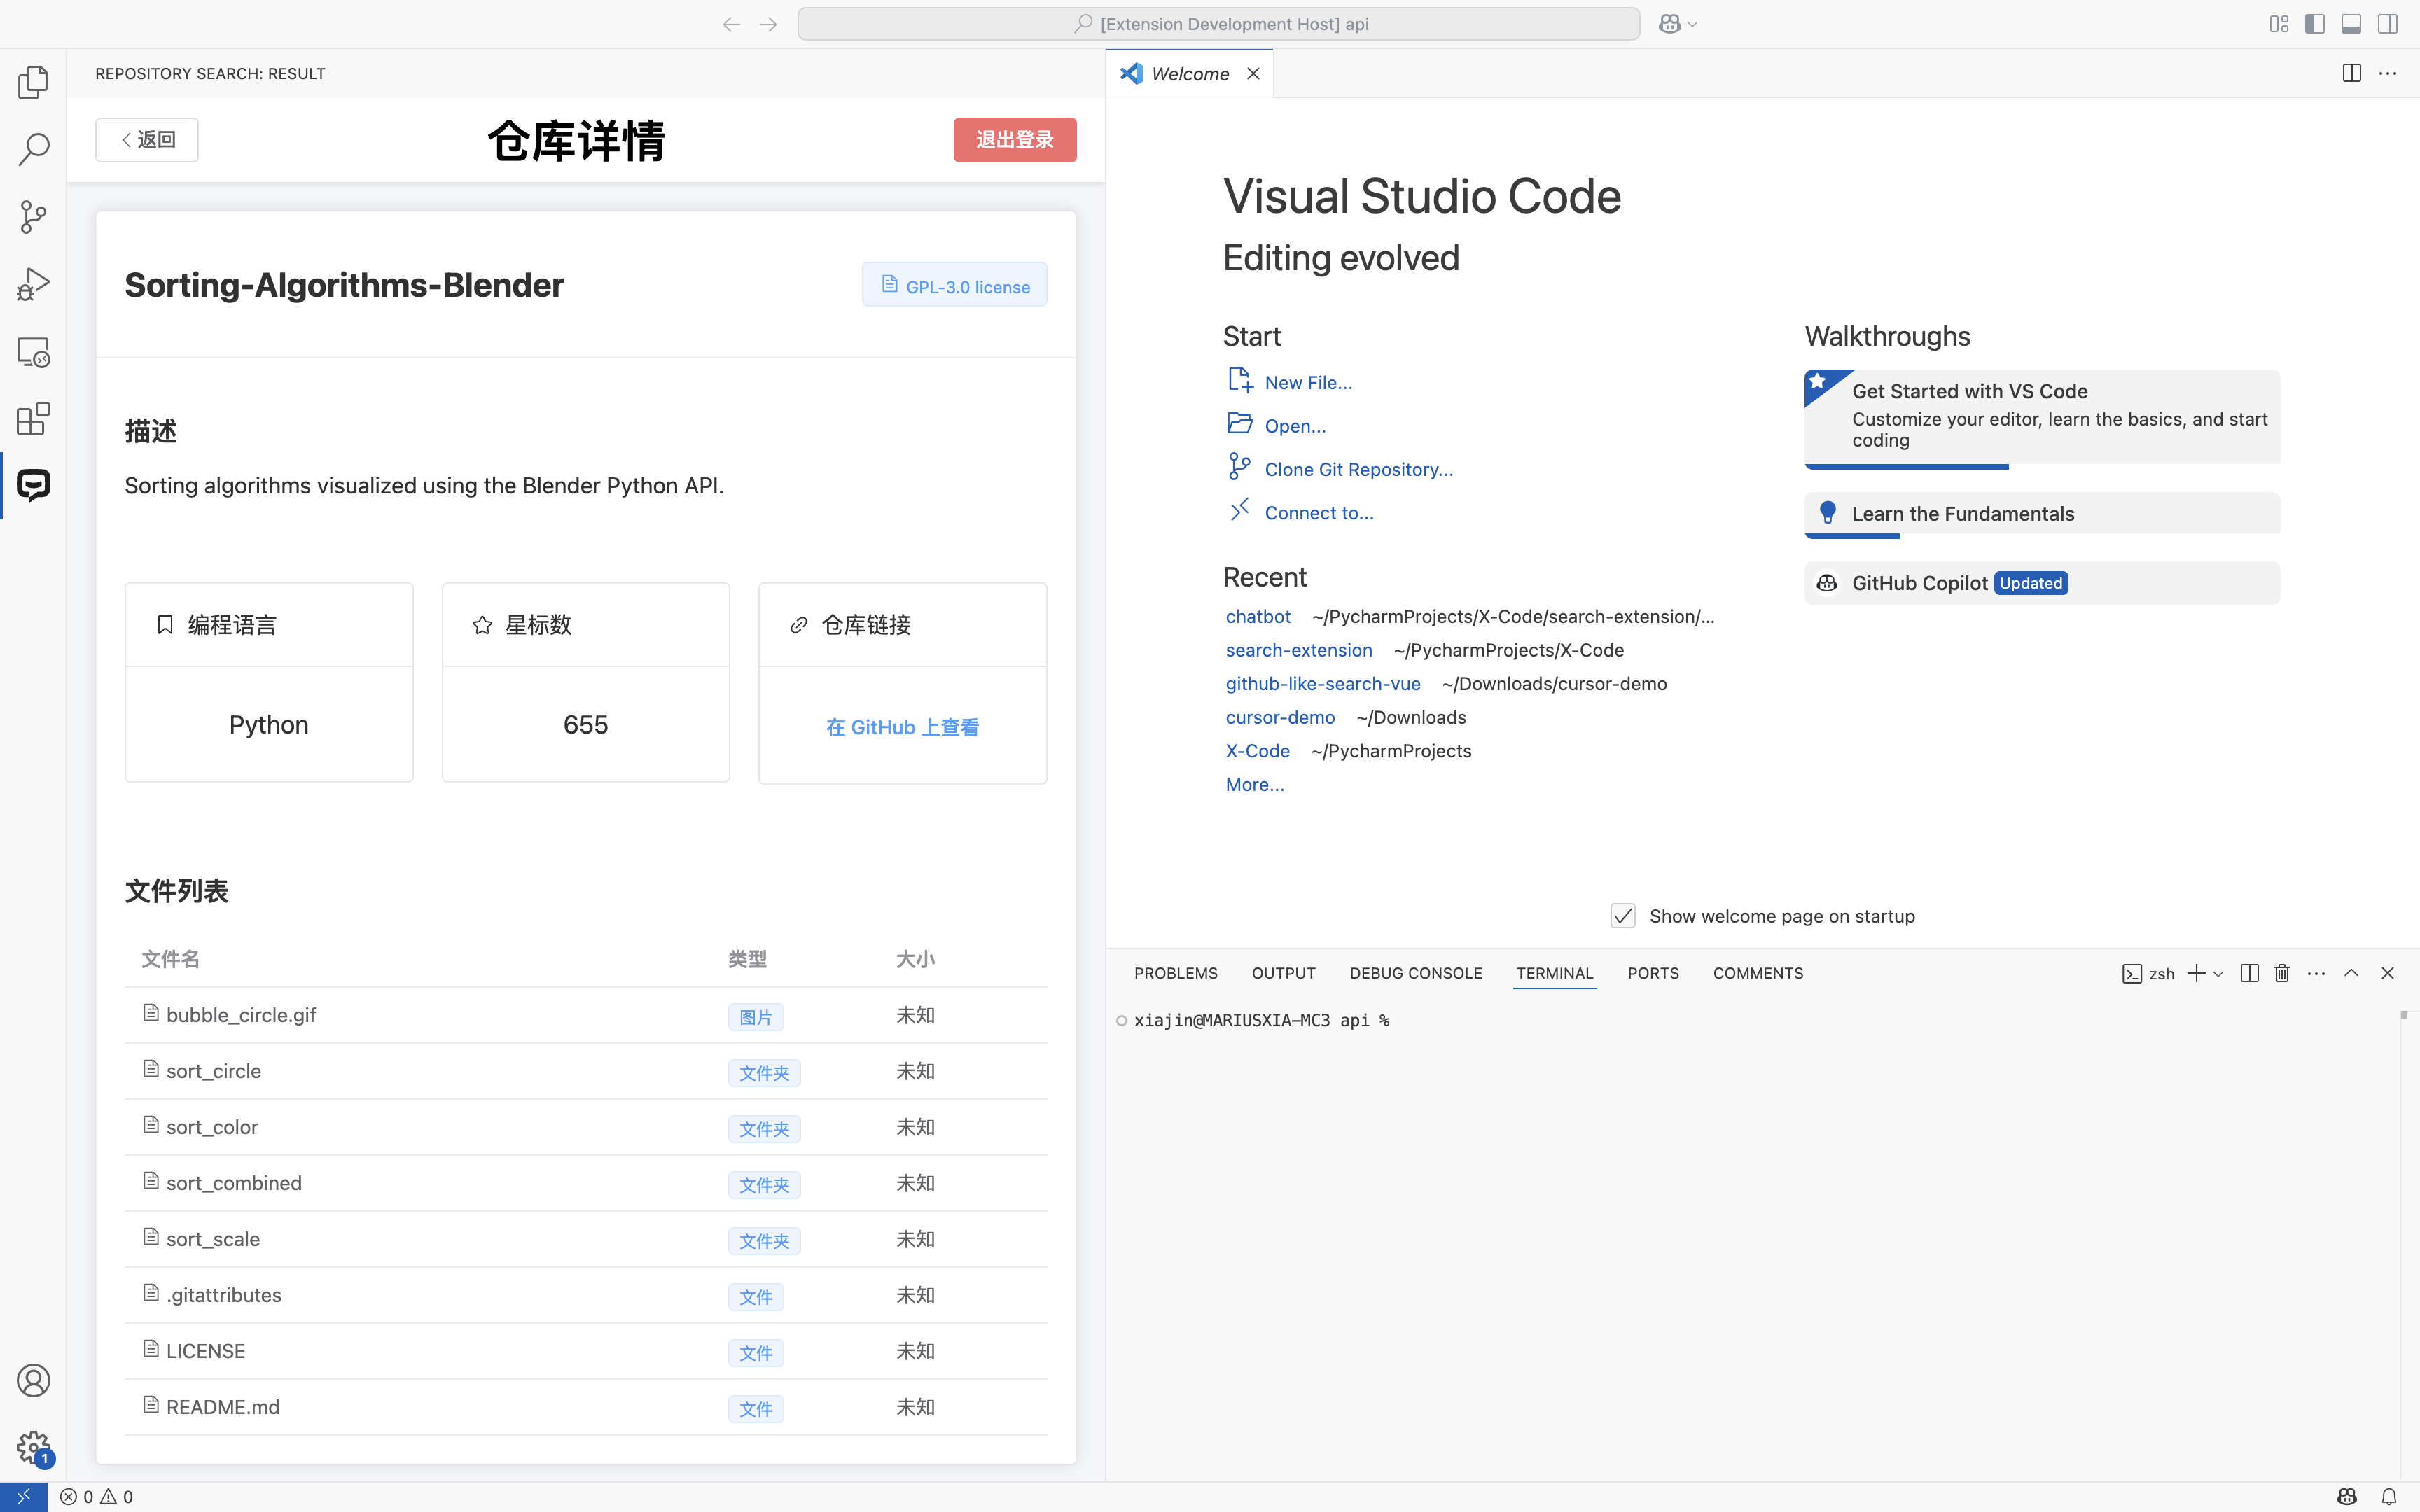 [Extension Development Host] api
REPOSITORY SEARCH: RESULT
返回
仓库详情
退出登录
Sorting-Algorithms-Blender
GPL-3.0 license
描述
Sorting algorithms visualized using the Blender Python API.
编程语言
Python
星标数
655
仓库链接
在 GitHub 上查看
文件列表
文件名 类型 大小
bubble_circle.gif 图片 未知
sort_circle 文件夹 未知
sort_color 文件夹 未知
sort_combined 文件夹 未知
sort_scale 文件夹 未知
.gitattributes 文件 未知
LICENSE 文件 未知
README.md 文件 未知
Welcome
Visual Studio Code
Editing evolved
Start
New File...
Open...
Clone Git Repository...
Connect to...
Recent
chatbot ~/PycharmProjects/X-Code/search-extension/...
search-extension ~/PycharmProjects/X-Code
github-like-search-vue ~/Downloads/cursor-demo
cursor-demo ~/Downloads
X-Code ~/PycharmProjects
More...
Walkthroughs
Get Started with VS Code
Customize your editor, learn the basics, and start
coding
Learn the Fundamentals
GitHub Copilot Updated
Show welcome page on startup
PROBLEMS OUTPUT DEBUG CONSOLE TERMINAL PORTS COMMENTS
zsh
xiajin@MARIUSXIA-MC3 api %
1
0 0